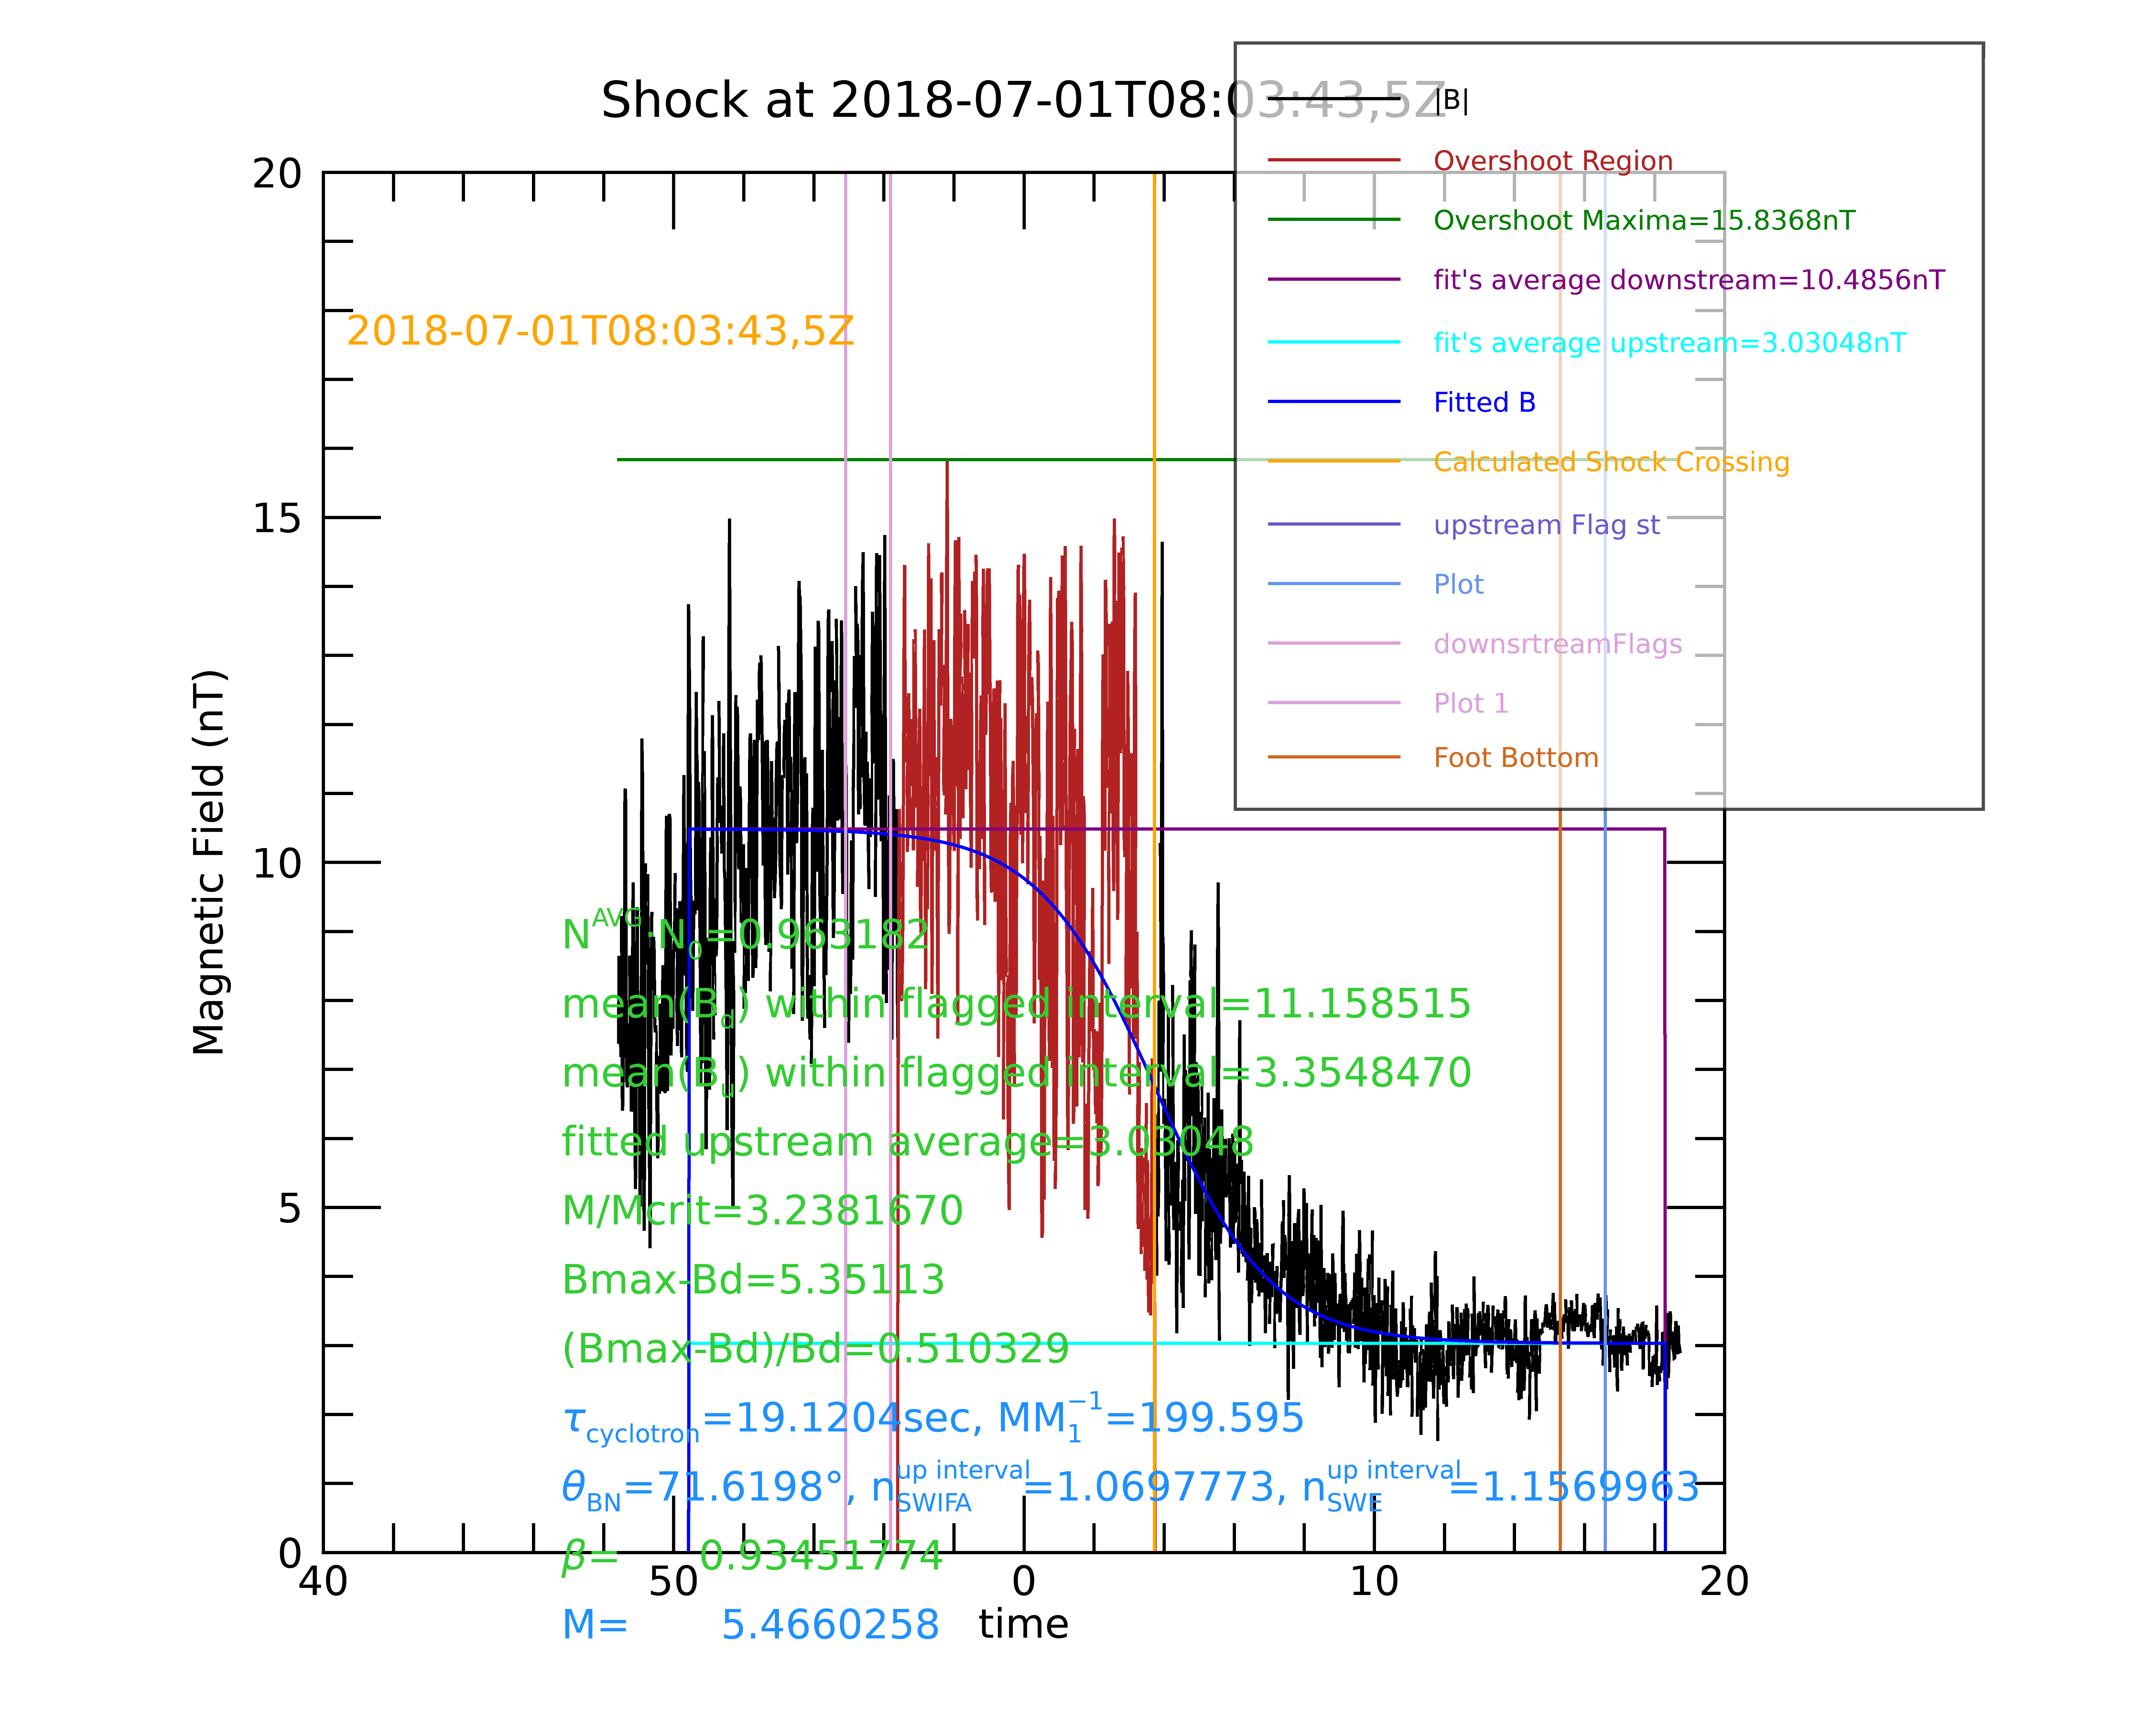 Shock at 2018-07-01T08:03:43,5Z
|B|
Overshoot Region
Overshoot Maxima=15.8368nT
fit's average downstream=10.4856nT
fit's average upstream=3.03048nT
Fitted B
Calculated Shock Crossing
upstream Flag st
Plot
downsrtreamFlags
Plot 1
Foot Bottom
2018-07-01T08:03:43,5Z
Magnetic Field (nT)
20
15
10
5
0
N^AVG·N_0=0.963182
mean(B_d) within flagged interval=11.158515
mean(B_u) within flagged interval=3.3548470
fitted upstream average=3.03048
M/Mcrit=3.2381670
Bmax-Bd=5.35113
(Bmax-Bd)/Bd=0.510329
τ_cyclotron=19.1204sec, MM_1^−1=199.595
θ_BN=71.6198°, n_SWIFA^up interval=1.0697773, n_SWE^up interval=1.1569963
β= 0.93451774
M= 5.4660258
40 50 0 10 20
time